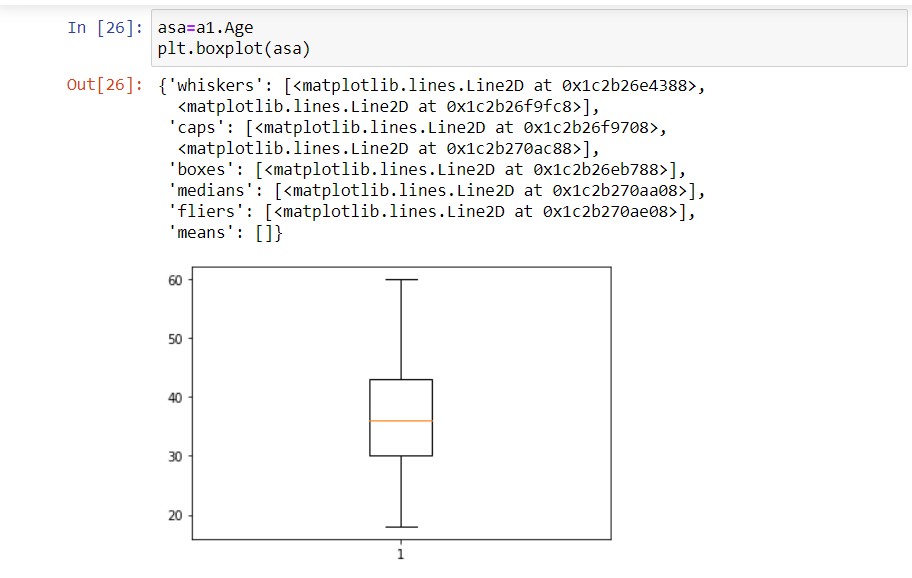 In [26]: asa=a1.Age
plt.boxplot(asa)
Out[26]: {'whiskers': [<matplotlib.lines.Line2D at 0x1c2b26e4388>,
<matplotlib.lines.Line2D at 0x1c2b26f9fc8>],
'caps': [<matplotlib.lines.Line2D at 0x1c2b26f9708>,
<matplotlib.lines.Line2D at 0x1c2b270ac88>],
'boxes': [<matplotlib.lines.Line2D at 0x1c2b26eb788>],
'medians': [<matplotlib.lines.Line2D at 0x1c2b270aa08>],
'fliers': [<matplotlib.lines.Line2D at 0x1c2b270ae08>],
'means': []}
60
50
40
30
20
1